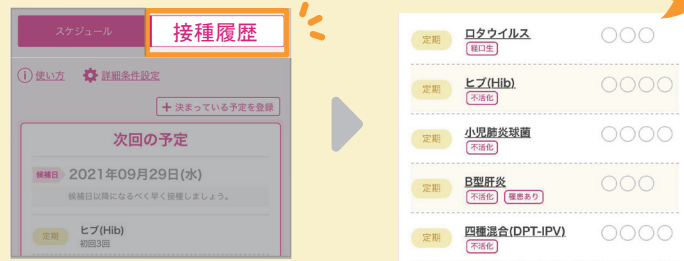 スケジュール
接種履歴
使い方
詳細条件設定
+ 決まっている予定を登録
次回の予定
候補日 2021年09月29日(水)
候補日以降になるべく早く接種しましょう。
定期
ヒブ(Hib)
初回3回
定期
ロタウイルス
経口生
定期
ヒブ(Hib)
不活化
定期
小児肺炎球菌
不活化
定期
B型肝炎
不活化 罹患あり
定期
四種混合(DPT-IPV)
不活化